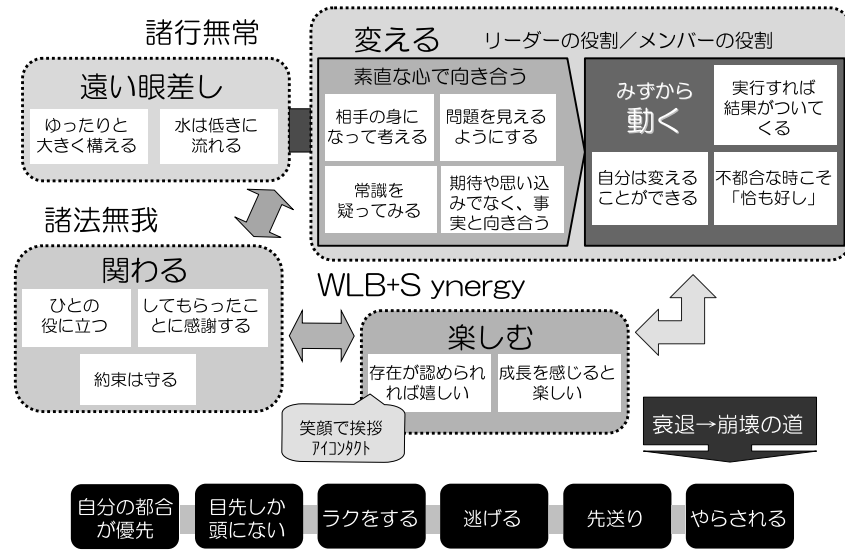 諸行無常
遠い眼差し
ゆったりと
大きく構える
水は低きに
流れる
変える
リーダーの役割／メンバーの役割
素直な心で向き合う
相手の身に
なって考える
問題を見える
ようにする
常識を
疑ってみる
期待や思い込
みでなく、事
実と向き合う
みずから
動く
実行すれば
結果がついて
くる
自分は変える
ことができる
不都合な時こそ
「恰も好し」
諸法無我
関わる
ひとの
役に立つ
してもらったこ
とに感謝する
約束は守る
WLB+S ynergy
楽しむ
存在が認められ
れば嬉しい
成長を感じると
楽しい
笑顔で挨拶
ｱｲｺﾝﾀｸﾄ
衰退→崩壊の道
自分の都合
が優先
目先しか
頭にない
ラクをする
逃げる
先送り
やらされる